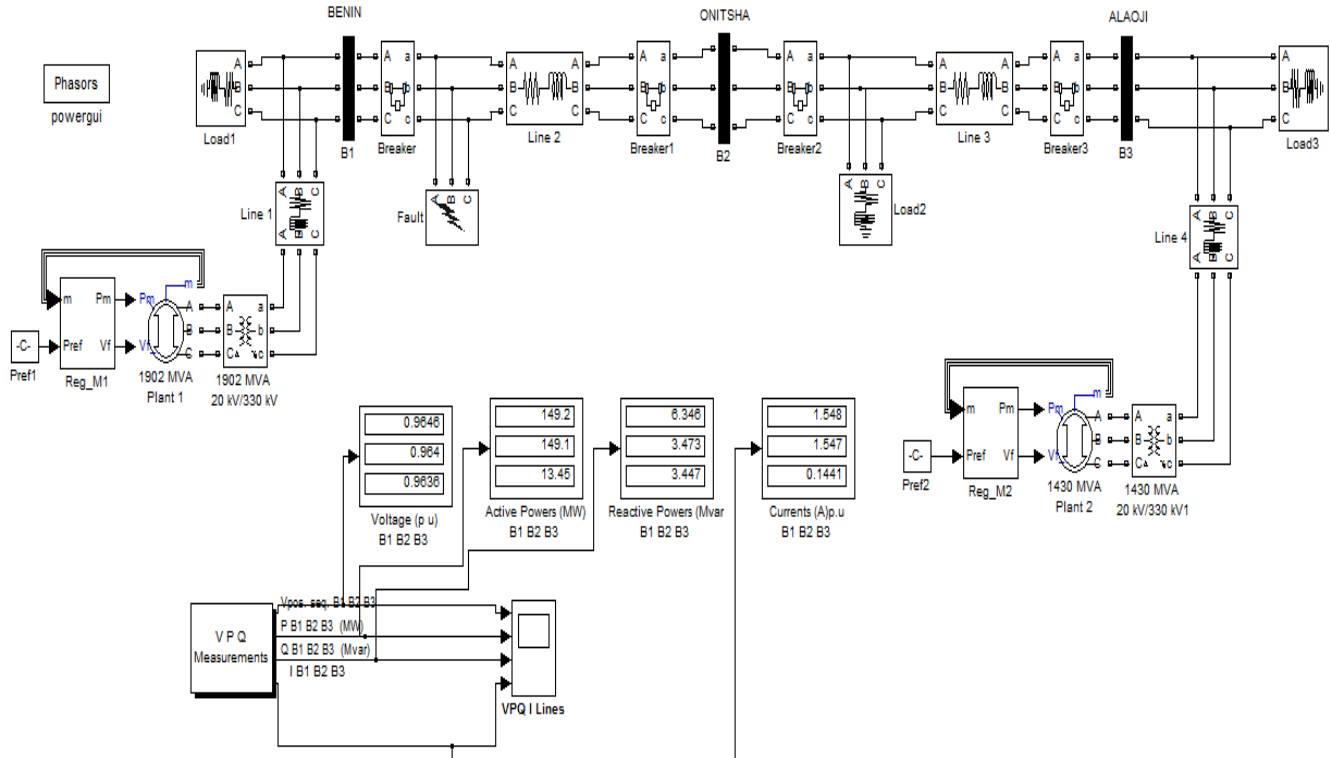 BENIN
ONITSHA
ALAOJI
Phasors
powergui
A
B
C
Load1
B1
A a
B b
C c
Breaker
A A
B B
C C
Line 2
A a
B b
C c
Breaker1
B2
A a
B b
C c
Breaker2
A A
B B
C C
Line 3
A a
B b
C c
Breaker3
B3
A
B
C
Load3
A B C
A B C
Line 1
A B C
Fault
A B C
Load2
A B C
A B C
Line 4
m Pm
Pref Vf
Reg_M1
-C-
Pref1
Pm m
Vf_
A
B
C
1902 MVA
Plant 1
A a
B b
C c
1902 MVA
20 kV/330 kV
m Pm
Pref Vf
Reg_M2
-C-
Pref2
Pm m
Vf_
A
B
C
1430 MVA
Plant 2
A a
B b
C c
1430 MVA
20 kV/330 kV1
0.9646
0.964
0.9636
Voltage (p u)
B1 B2 B3
149.2
149.1
13.45
Active Powers (MW)
B1 B2 B3
6.346
3.473
3.447
Reactive Powers (Mvar
B1 B2 B3
1.548
1.547
0.1441
Currents (A)p.u
B1 B2 B3
V P Q
Measurements
Vpos. seq. B1 B2 B3
P B1 B2 B3 (MW)
Q B1 B2 B3 (Mvar)
I B1 B2 B3
VPQ I Lines